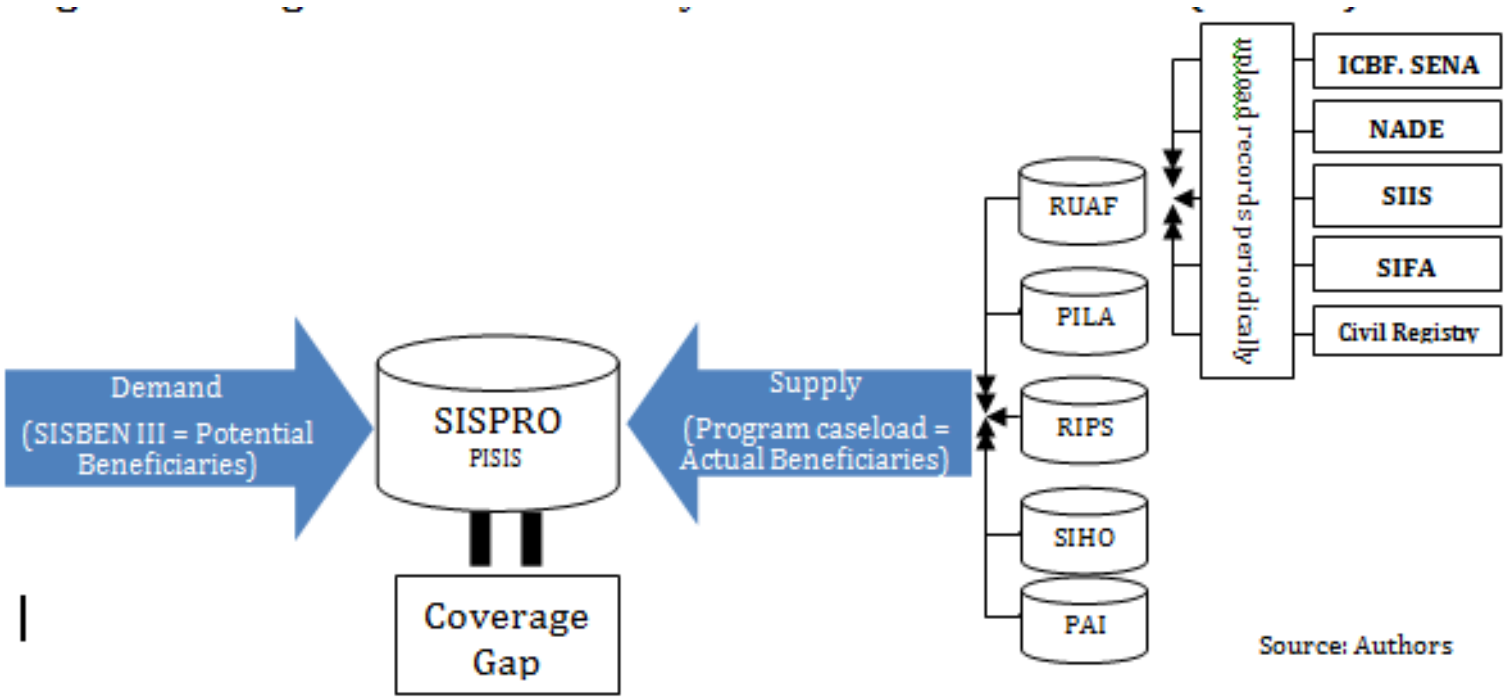 Demand
(SISBEN III = Potential
Beneficiaries)
SISPRO
PISIS
Coverage
Gap
Supply
(Program caseload =
Actual Beneficiaries)
RUAF
PILA
RIPS
SIHO
PAI
upload records periodically
ICBF. SENA
NADE
SIIS
SIFA
Civil Registry
Source: Authors